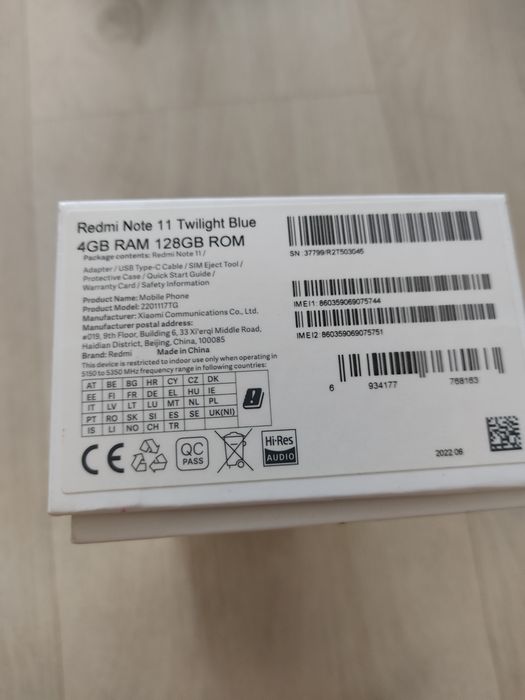 Redmi Note 11 Twilight Blue
4GB RAM 128GB ROM
Package contents: Redmi Note 11 /
Adapter / USB Type-C Cable / SIM Eject Tool /
Protective Case / Quick Start Guide /
Warranty Card / Safety Information
Product Name: Mobile Phone
Product Model: 2201117TG
Manufacturer: Xiaomi Communications Co., Ltd.
Manufacturer postal address:
#019, 9th Floor, Building 6, 33 Xi'erqi Middle Road,
Haidian District, Beijing, China, 100085
Brand: Redmi Made in China
This device is restricted to indoor use only when operating in
5150 to 5350 MHz frequency range in following countries:
AT BE BG HR CY CZ DK
EE FI FR DE EL HU IE
IT LV LT LU MT NL PL
PT RO SK SI ES SE UK(NI)
IS LI NO CH TR
CE
QC
PASS
Hi-Res
AUDIO
SN: 37799/R2T503045
IMEI1: 860359069075744
IMEI2: 860359069075751
6 934177 768163
2022.06